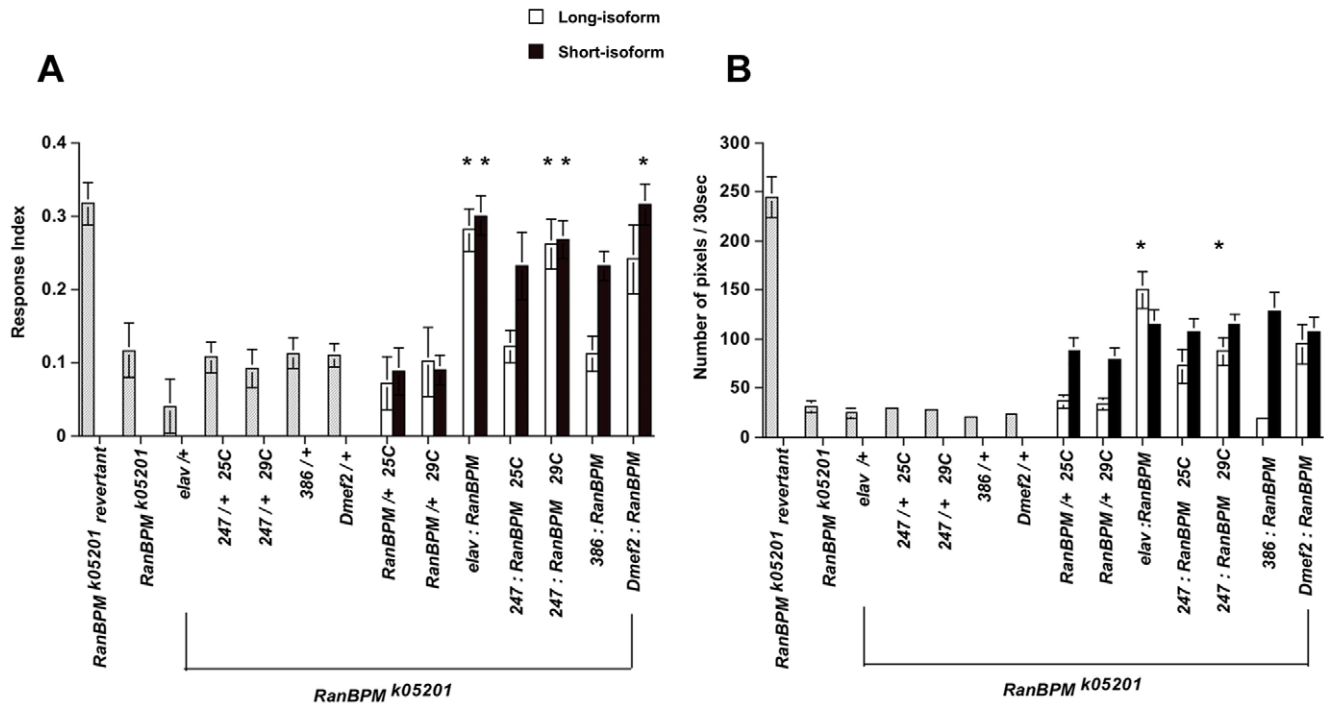 Long-isoform
Short-isoform
A
B
Response Index
0.4
0.3
0.2
0.1
0
* * * * *
RanBPM k05201 revertant
RanBPM k05201
elav /+
247 / + 25C
247 / + 29C
386 / +
Dmef2 / +
RanBPM /+ 25C
RanBPM /+ 29C
elav : RanBPM
247 : RanBPM 25C
247 : RanBPM 29C
386 : RanBPM
Dmef2 : RanBPM
RanBPM k05201
Number of pixels / 30sec
300
250
200
150
100
50
0
* *
RanBPM k05201 revertant
RanBPM k05201
elav /+
247 / + 25C
247 / + 29C
386 / +
Dmef2 / +
RanBPM /+ 25C
RanBPM /+ 29C
elav :RanBPM
247 : RanBPM 25C
247 : RanBPM 29C
386 : RanBPM
Dmef2 : RanBPM
RanBPM k05201